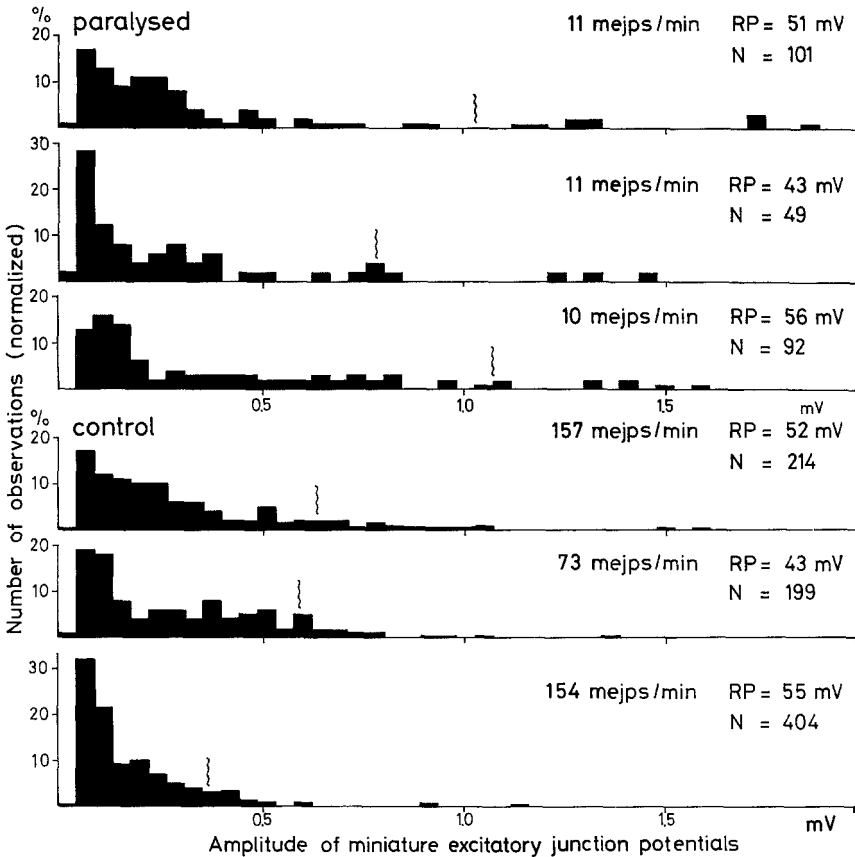 % paralysed 11 mejps/min RP = 51 mV
N = 101
20
10
30
11 mejps/min RP = 43 mV
N = 49
20
10
20
10 mejps/min RP = 56 mV
N = 92
10
0.5 1.0 1.5 mV
% control 157 mejps/min RP = 52 mV
N = 214
20
10
20
73 mejps/min RP = 43 mV
N = 199
10
30
154 mejps/min RP = 55 mV
N = 404
20
10
0.5 1.0 1.5 mV
Number of observations (normalized)
Amplitude of miniature excitatory junction potentials